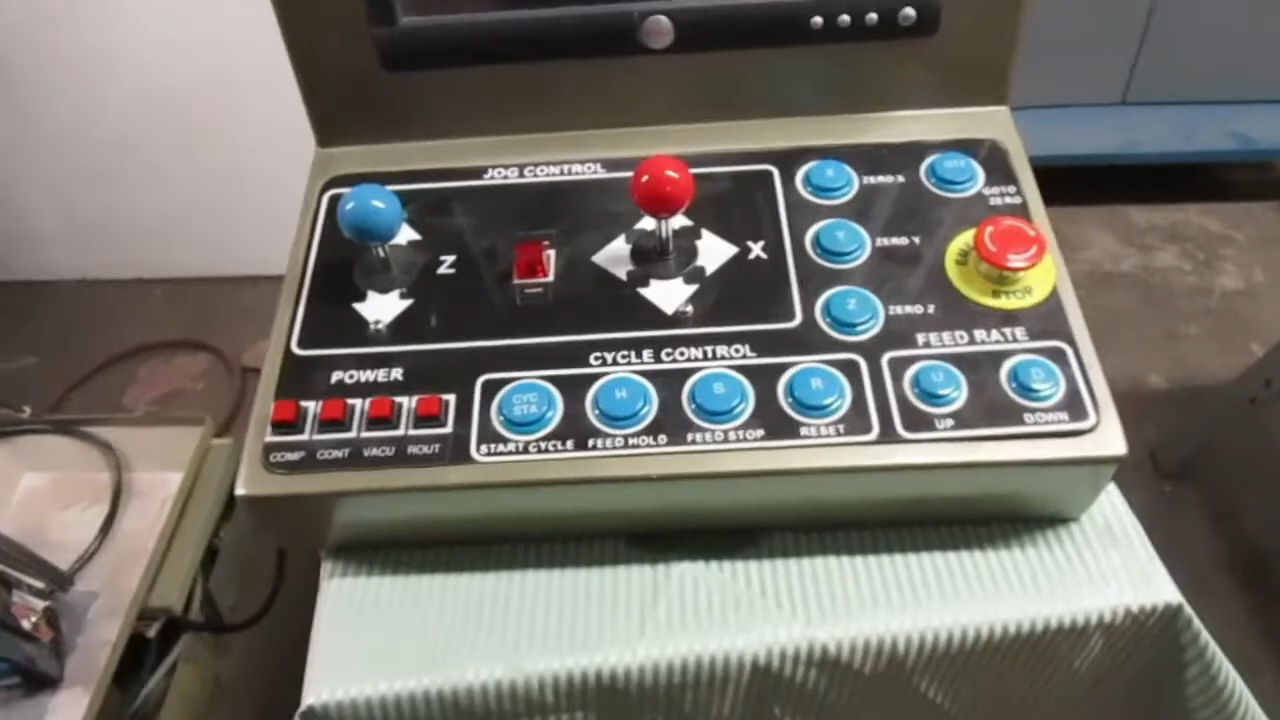 JOG CONTROL
Z
X
X
ZERO X
Y
ZERO Y
Z
ZERO Z
GOTO
ZERO
STOP
FEED RATE
U
UP
D
DOWN
CYCLE CONTROL
CYC
STA
START CYCLE
H
FEED HOLD
S
FEED STOP
R
RESET
POWER
COMP
CONT
VACU
ROUT